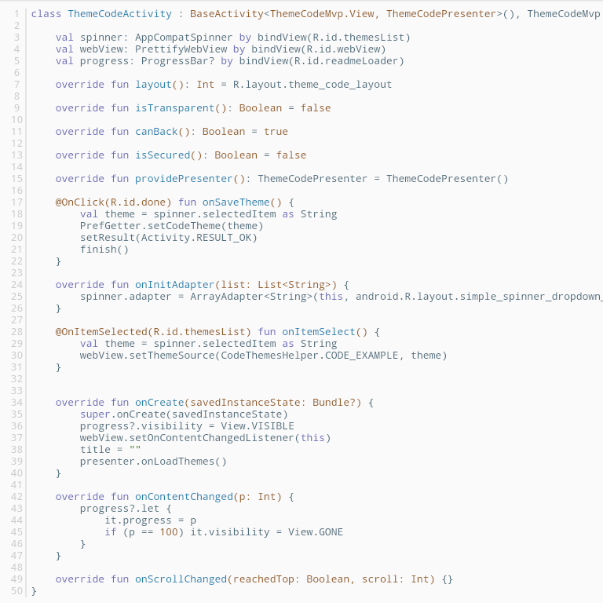 1 class ThemeCodeActivity : BaseActivity<ThemeCodeMvp.View, ThemeCodePresenter>(), ThemeCodeMvp
2
3     val spinner: AppCompatSpinner by bindView(R.id.themesList)
4     val webView: PrettifyWebView by bindView(R.id.webView)
5     val progress: ProgressBar? by bindView(R.id.readmeLoader)
6
7     override fun layout(): Int = R.layout.theme_code_layout
8
9     override fun isTransparent(): Boolean = false
10
11     override fun canBack(): Boolean = true
12
13     override fun isSecured(): Boolean = false
14
15     override fun providePresenter(): ThemeCodePresenter = ThemeCodePresenter()
16
17     @OnClick(R.id.done) fun onSaveTheme() {
18         val theme = spinner.selectedItem as String
19         PrefGetter.setCodeTheme(theme)
20         setResult(Activity.RESULT_OK)
21         finish()
22     }
23
24     override fun onInitAdapter(list: List<String>) {
25         spinner.adapter = ArrayAdapter<String>(this, android.R.layout.simple_spinner_dropdown_
26     }
27
28     @OnItemSelected(R.id.themesList) fun onItemSelect() {
29         val theme = spinner.selectedItem as String
30         webView.setThemeSource(CodeThemesHelper.CODE_EXAMPLE, theme)
31     }
32
33
34     override fun onCreate(savedInstanceState: Bundle?) {
35         super.onCreate(savedInstanceState)
36         progress?.visibility = View.VISIBLE
37         webView.setOnContentChangedListener(this)
38         title = ""
39         presenter.onLoadThemes()
40     }
41
42     override fun onContentChanged(p: Int) {
43         progress?.let {
44             it.progress = p
45             if (p == 100) it.visibility = View.GONE
46         }
47     }
48
49     override fun onScrollChanged(reachedTop: Boolean, scroll: Int) {}
50 }